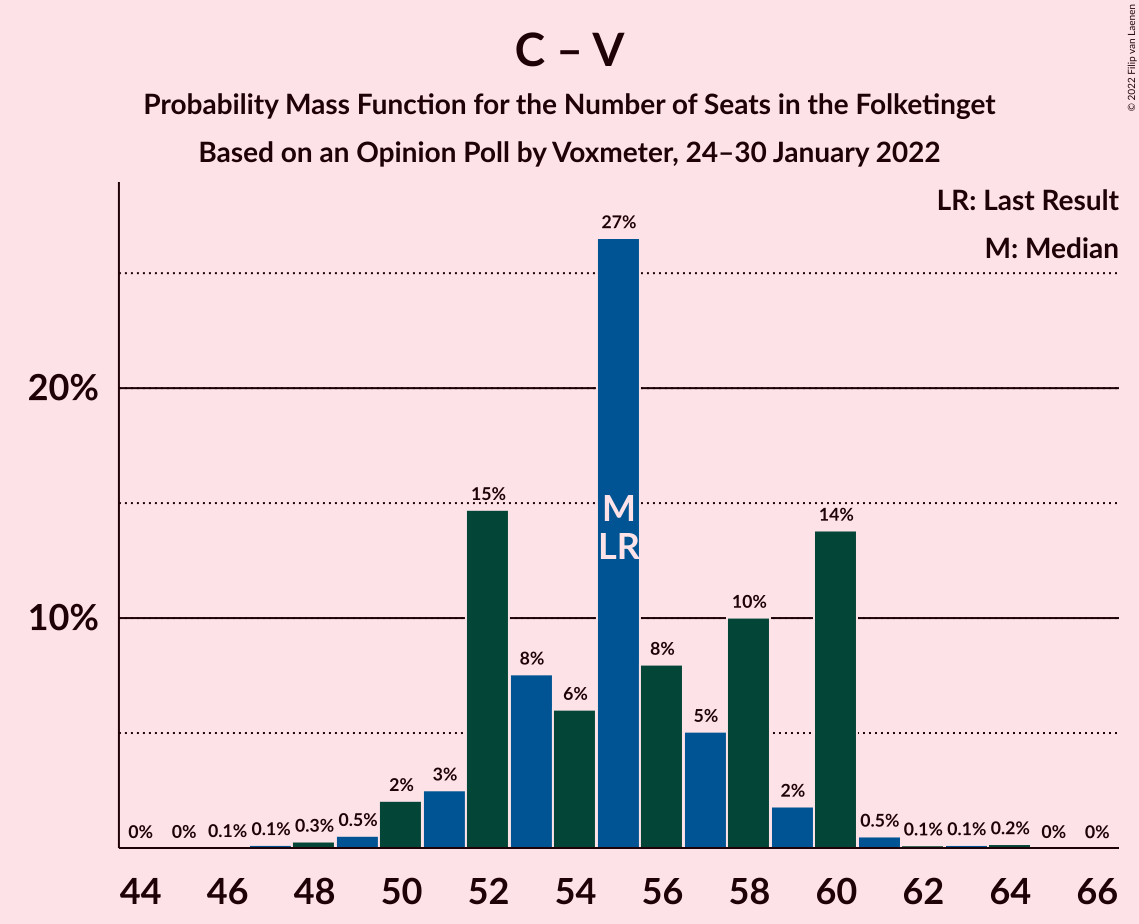 C – V
Probability Mass Function for the Number of Seats in the Folketinget
Based on an Opinion Poll by Voxmeter, 24–30 January 2022
© 2022 Filip van Laenen
LR: Last Result
M: Median
20%
10%
0%
0%
0.1%
0.1%
0.3%
0.5%
2%
3%
15%
8%
6%
27%
M
LR
8%
5%
10%
2%
14%
0.5%
0.1%
0.1%
0.2%
0%
0%
44 46 48 50 52 54 56 58 60 62 64 66